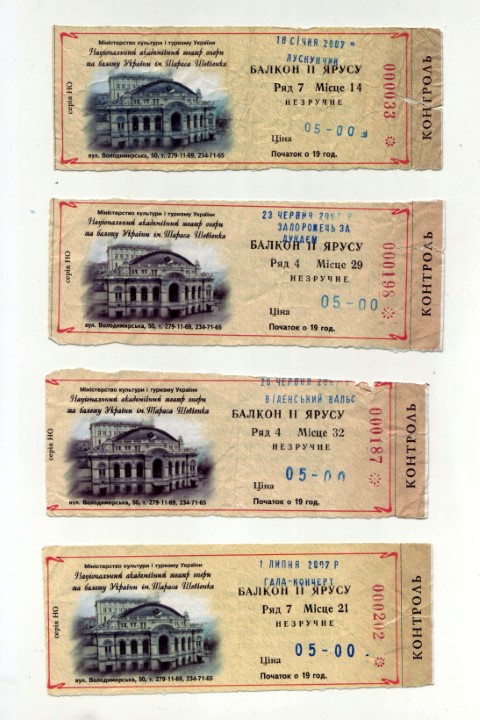 Міністерство культури і туризму України
Національний академічний театр опери
та балету України ім. Тараса Шевченка
серія НО
вул. Володимирська, 50, т. 279-11-69, 234-71-65
18 СІЧНЯ 2007 Р
ЛУСКУНЧИК
БАЛКОН II ЯРУСУ
Ряд 7 Місце 14
НЕЗРУЧНЕ
Ціна 05-00
Початок о 19 год.
000033
КОНТРОЛЬ
Міністерство культури і туризму України
Національний академічний театр опери
та балету України ім. Тараса Шевченка
серія НО
вул. Володимирська, 50, т. 279-11-69, 234-71-65
23 ЧЕРВНЯ 2007 Р
ЗАПОРОЖЕЦЬ ЗА
ДУНАЄМ
БАЛКОН II ЯРУСУ
Ряд 4 Місце 29
НЕЗРУЧНЕ
Ціна 05-00
Початок о 19 год.
000198
КОНТРОЛЬ
Міністерство культури і туризму України
Національний академічний театр опери
та балету України ім. Тараса Шевченка
серія НО
вул. Володимирська, 50, т. 279-11-69, 234-71-65
ЧЕРВНЯ 2007 Р
ВІДЕНСЬКИЙ ВАЛЬС
БАЛКОН II ЯРУСУ
Ряд 4 Місце 32
НЕЗРУЧНЕ
Ціна 05-00
Початок о 19 год.
000187
КОНТРОЛЬ
Міністерство культури і туризму України
Національний академічний театр опери
та балету України ім. Тараса Шевченка
серія НО
вул. Володимирська, 50, т. 279-11-69, 234-71-65
1 ЛИПНЯ 2007 Р
ГАЛА-КОНЦЕРТ
БАЛКОН II ЯРУСУ
Ряд 7 Місце 21
НЕЗРУЧНЕ
Ціна 05-00
Початок о 19 год.
000202
КОНТРОЛЬ